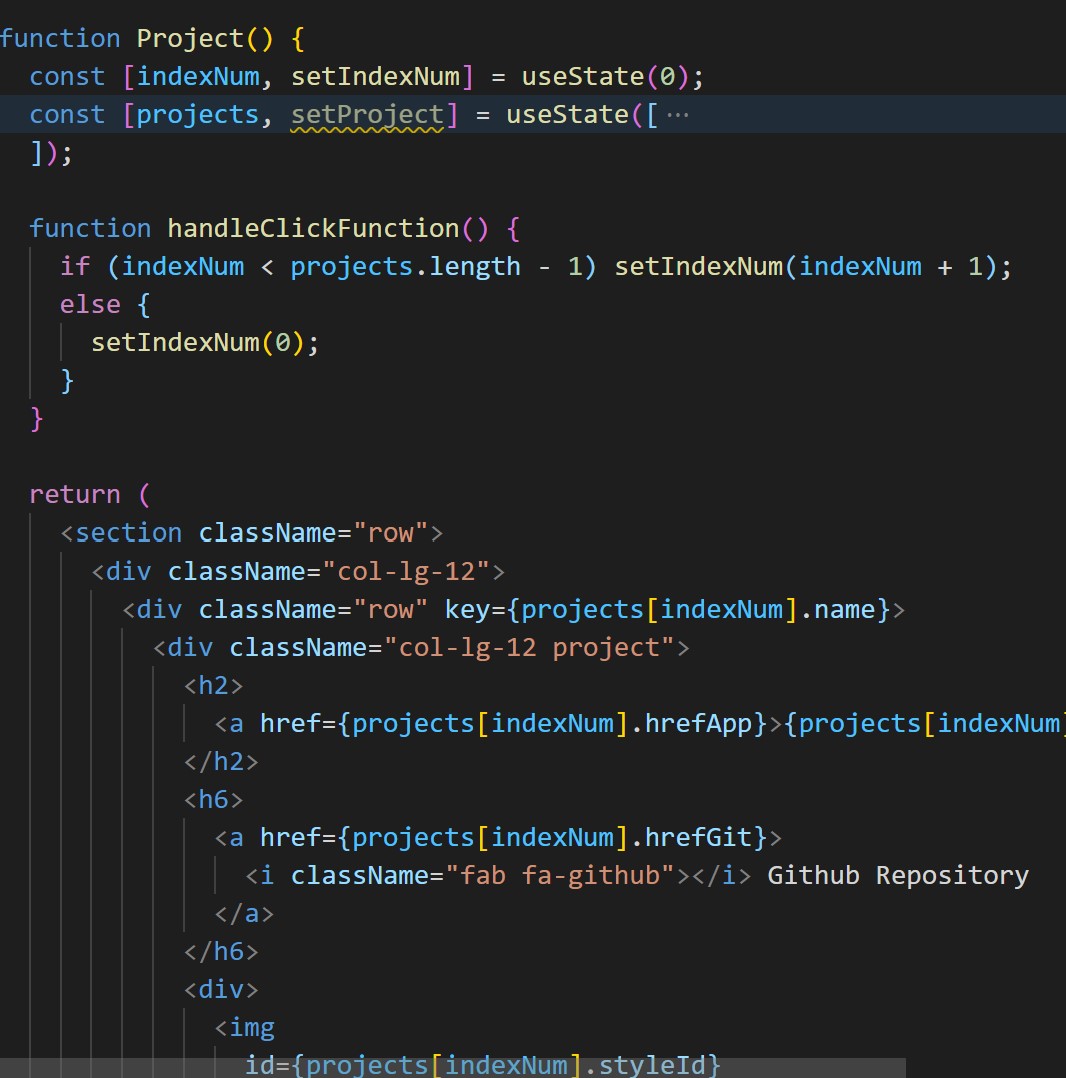 function Project() {
const [indexNum, setIndexNum] = useState(0);
const [projects, setProject] = useState([ ···
]);
function handleClickFunction() {
if (indexNum < projects.length - 1) setIndexNum(indexNum + 1);
else {
setIndexNum(0);
}
}
return (
<section className="row">
<div className="col-lg-12">
<div className="row" key={projects[indexNum].name}>
<div className="col-lg-12 project">
<h2>
<a href={projects[indexNum].hrefApp}>{projects[indexNum]
</h2>
<h6>
<a href={projects[indexNum].hrefGit}>
<i className="fab fa-github"></i> Github Repository
</a>
</h6>
<div>
<img
id={projects[indexNum].styleId}